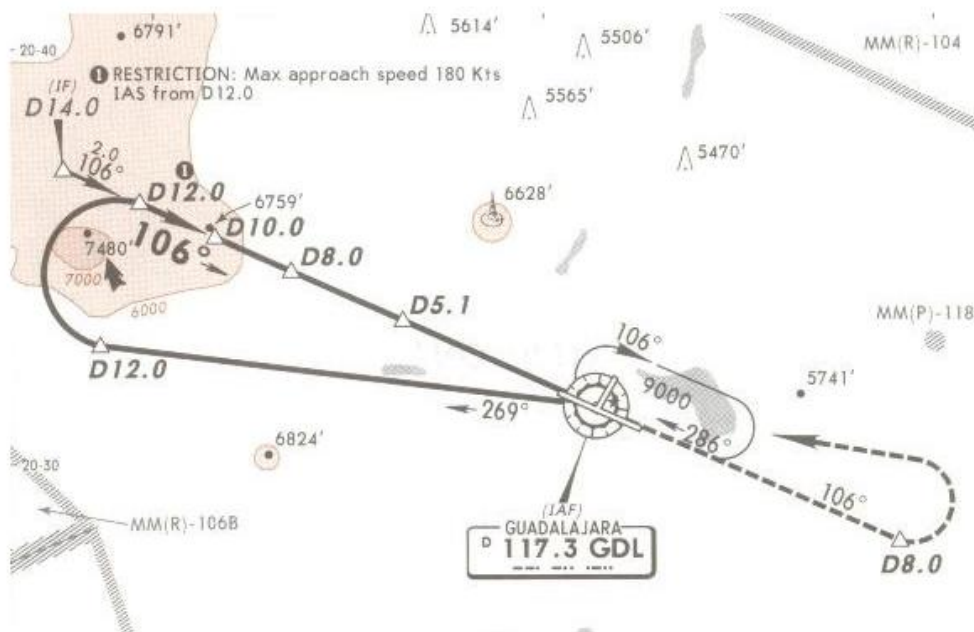 6791'
5614'
5506'
MM(R)-104
20-40
1 RESTRICTION: Max approach speed 180 Kts
IAS from D12.0
(IF)
D14.0
5565'
5470'
2.0
106°
1
D12.0
6759'
6628'
D10.0
7480'
106°
D8.0
7000
6000
D5.1
MM(P)-118
D12.0
106°
9000
5741'
269°
286°
6824'
20-30
106°
MM(R)-106B
(IAF)
GUADALAJARA
D 117.3 GDL
D8.0